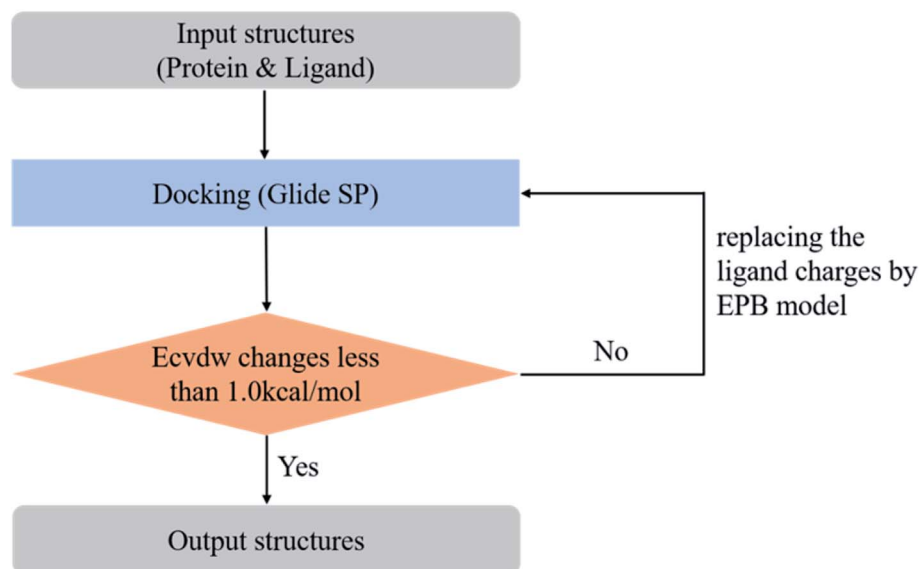 Input structures
(Protein & Ligand)
Docking (Glide SP)
replacing the
ligand charges by
EPB model
Ecvdw changes less
than 1.0kcal/mol
No
Yes
Output structures